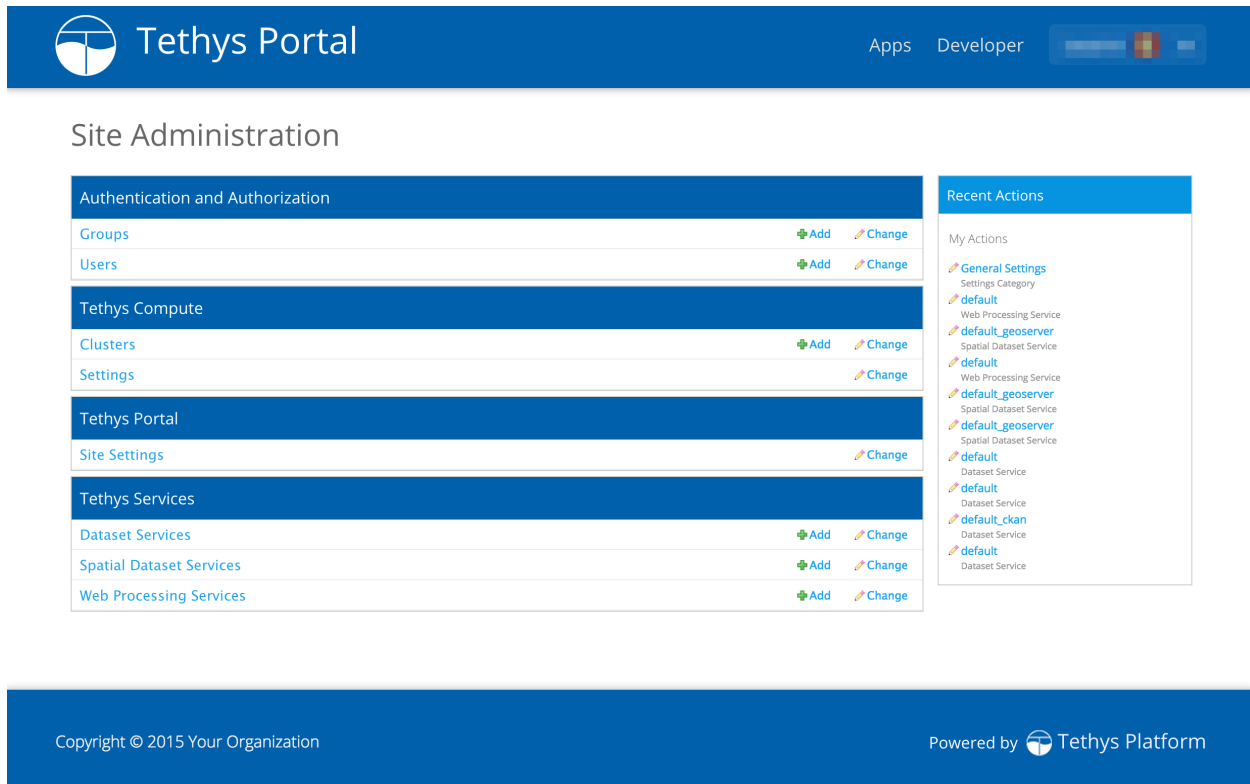 Tethys Portal
Apps Developer
Site Administration
Authentication and Authorization
Groups Add Change
Users Add Change
Tethys Compute
Clusters Add Change
Settings Change
Tethys Portal
Site Settings Change
Tethys Services
Dataset Services Add Change
Spatial Dataset Services Add Change
Web Processing Services Add Change
Recent Actions
My Actions
General Settings
Settings Category
default
Web Processing Service
default_geoserver
Spatial Dataset Service
default
Web Processing Service
default_geoserver
Spatial Dataset Service
default_geoserver
Spatial Dataset Service
default
Dataset Service
default
Dataset Service
default_ckan
Dataset Service
default
Dataset Service
Copyright © 2015 Your Organization
Powered by Tethys Platform